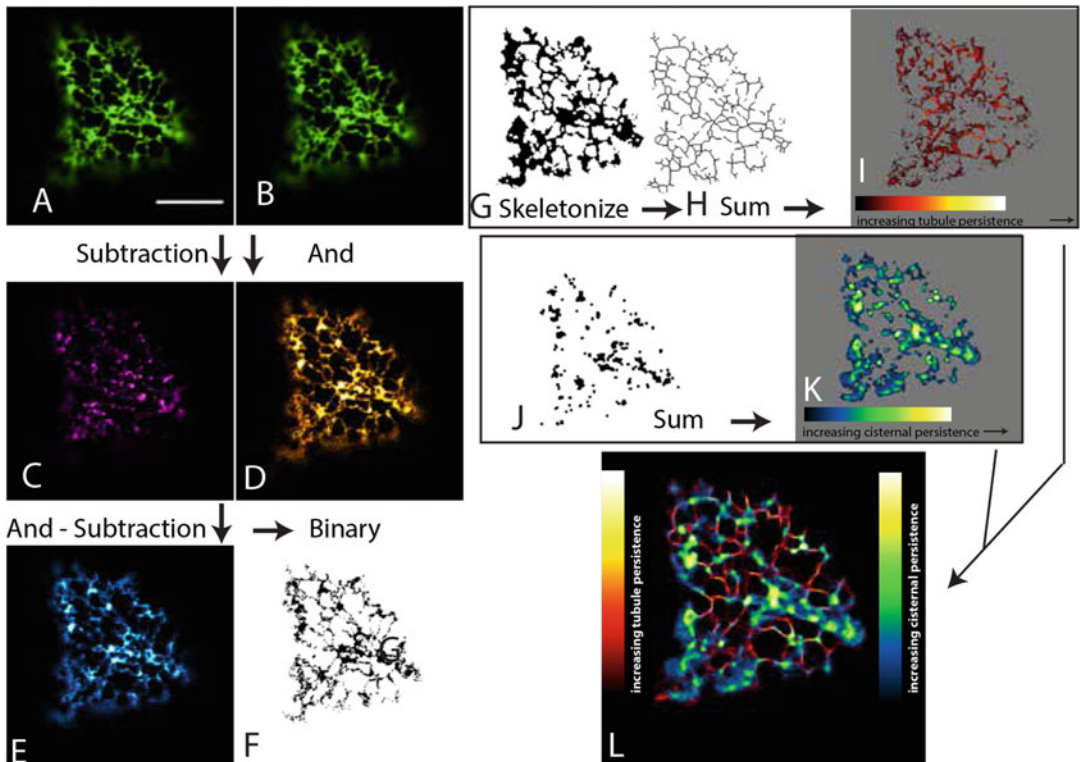 A
B
Subtraction
And
C
D
And - Subtraction
Binary
E
F
G Skeletonize
H Sum
I
increasing tubule persistence
J
Sum
K
increasing cisternal persistence
increasing tubule persistence
increasing cisternal persistence
L
G